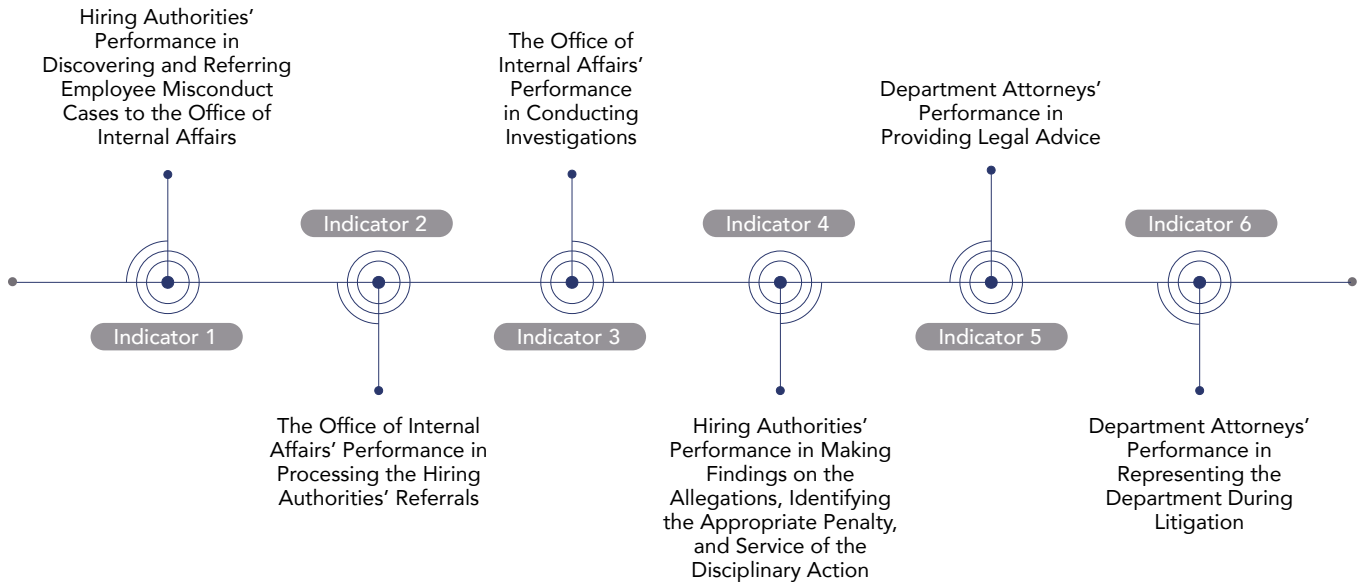 Hiring Authorities’
Performance in
Discovering and Referring
Employee Misconduct
Cases to the Office of
Internal Affairs
Indicator 1
Indicator 2
The Office of Internal
Affairs’ Performance in
Processing the Hiring
Authorities’ Referrals
The Office of
Internal Affairs’
Performance
in Conducting
Investigations
Indicator 3
Indicator 4
Hiring Authorities’
Performance in Making
Findings on the
Allegations, Identifying
the Appropriate Penalty,
and Service of the
Disciplinary Action
Department Attorneys’
Performance in
Providing Legal Advice
Indicator 5
Indicator 6
Department Attorneys’
Performance in
Representing the
Department During
Litigation